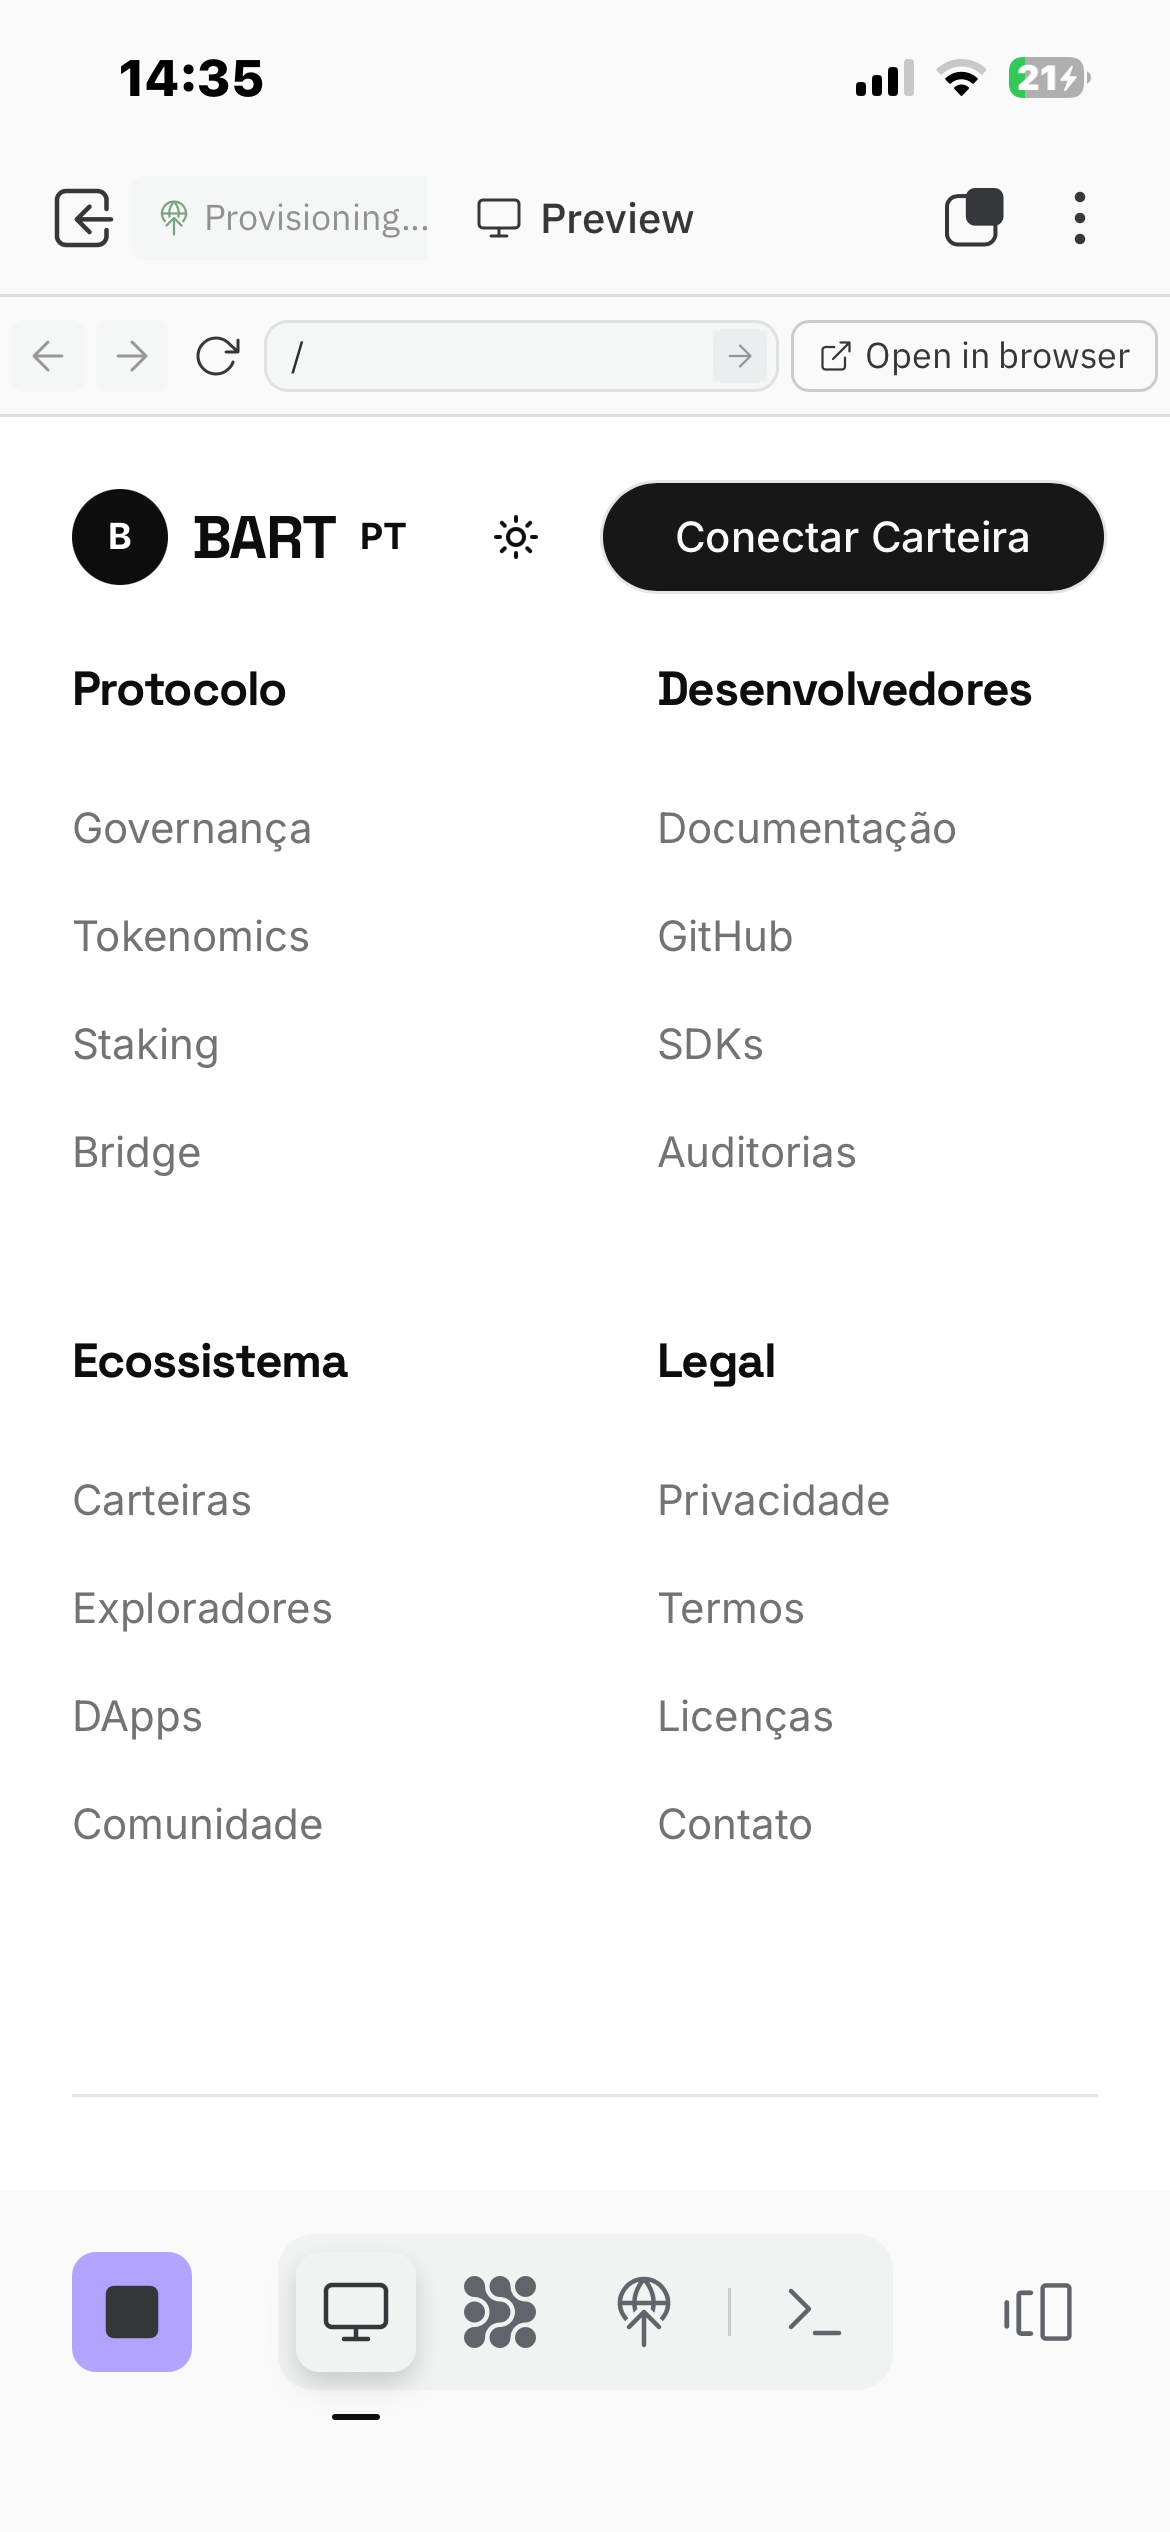 14:35
21
Provisioning...
Preview
/
Open in browser
B
BART PT
Conectar Carteira
Protocolo
Desenvolvedores
Governança
Documentação
Tokenomics
GitHub
Staking
SDKs
Bridge
Auditorias
Ecossistema
Legal
Carteiras
Privacidade
Exploradores
Termos
DApps
Licenças
Comunidade
Contato